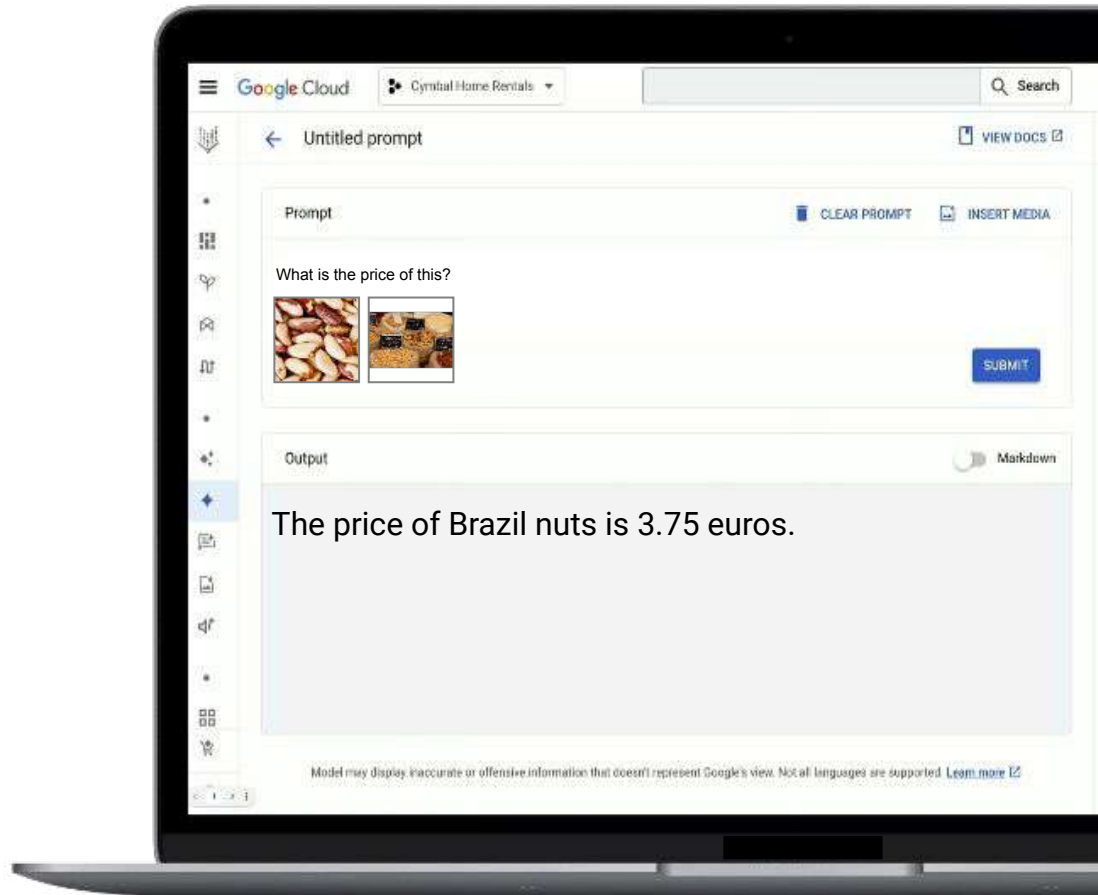 Google Cloud
Cymbal Home Rentals
Search
Untitled prompt
VIEW DOCS
Prompt
CLEAR PROMPT
INSERT MEDIA
What is the price of this?
SUBMIT
Output
Markdown
The price of Brazil nuts is 3.75 euros.
Model may display inaccurate or offensive information that doesn't represent Google's view. Not all languages are supported. Learn more